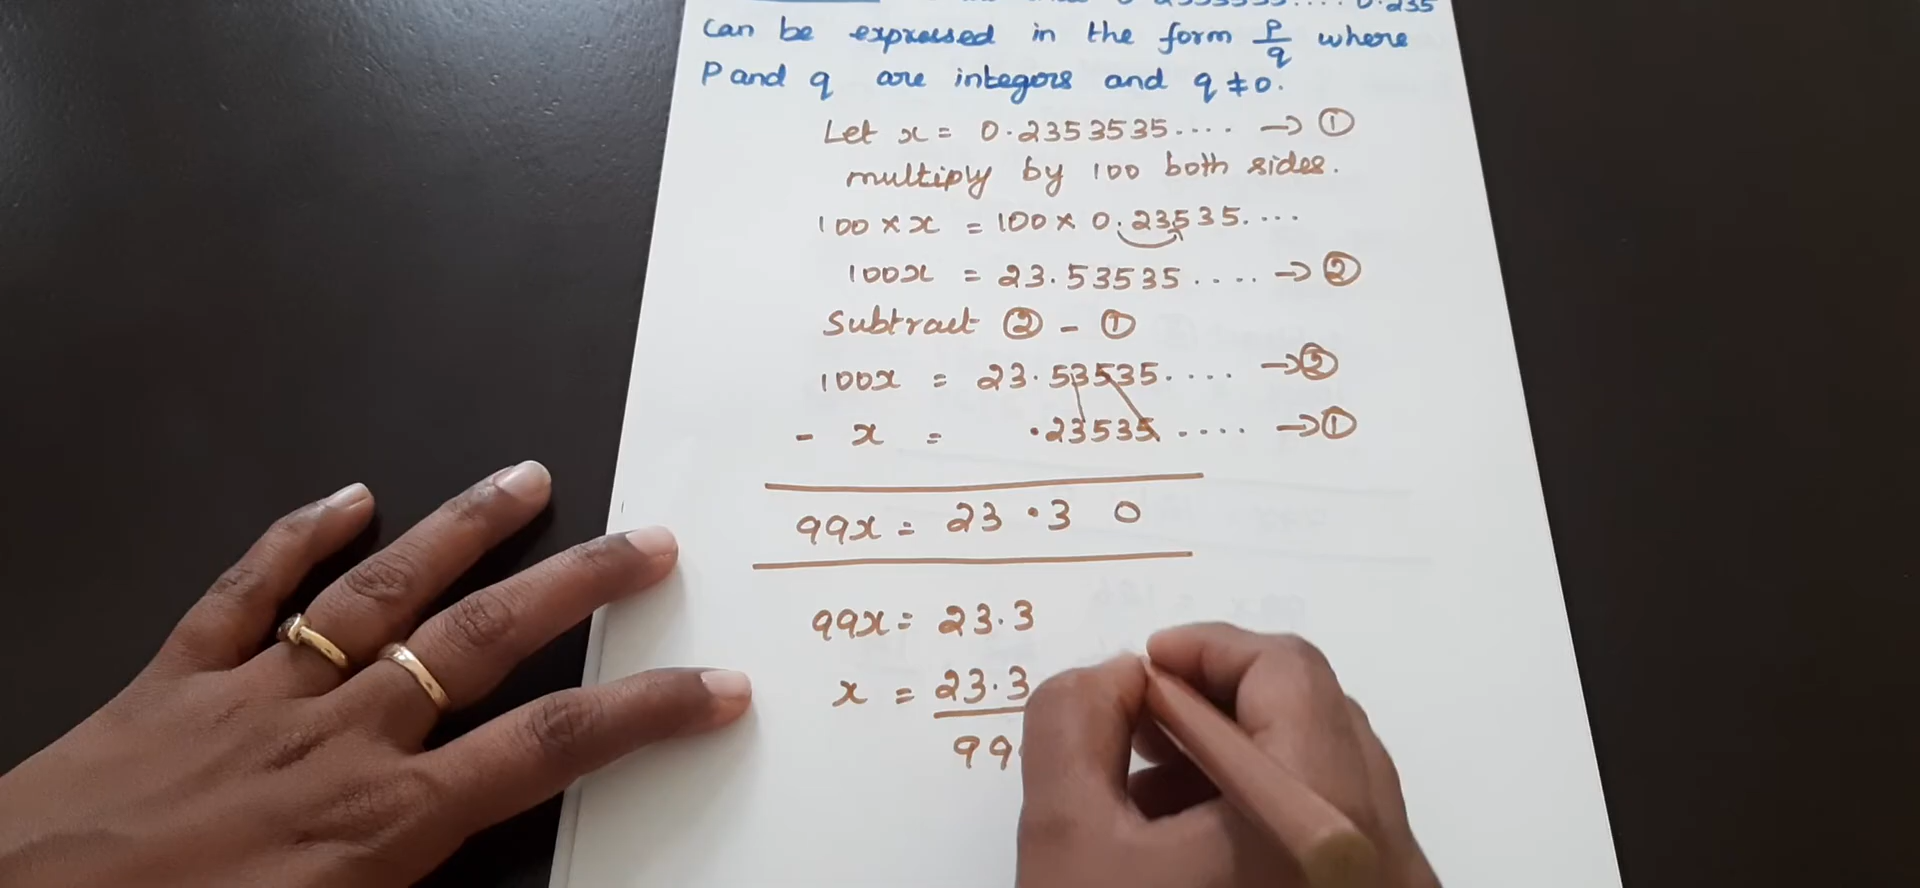 0.235
can be expressed in the form P/q where
P and q are integers and q ≠ 0.
Let x = 0.2353535.... → ①
multiply by 100 both sides.
100 × x = 100 × 0.23535....
100x = 23.53535.... → ②
Subtract ② - ①
100x = 23.53535.... → ②
- x = .23535.... → ①
99x = 23.3 0
99x = 23.3
x = 23.3
99